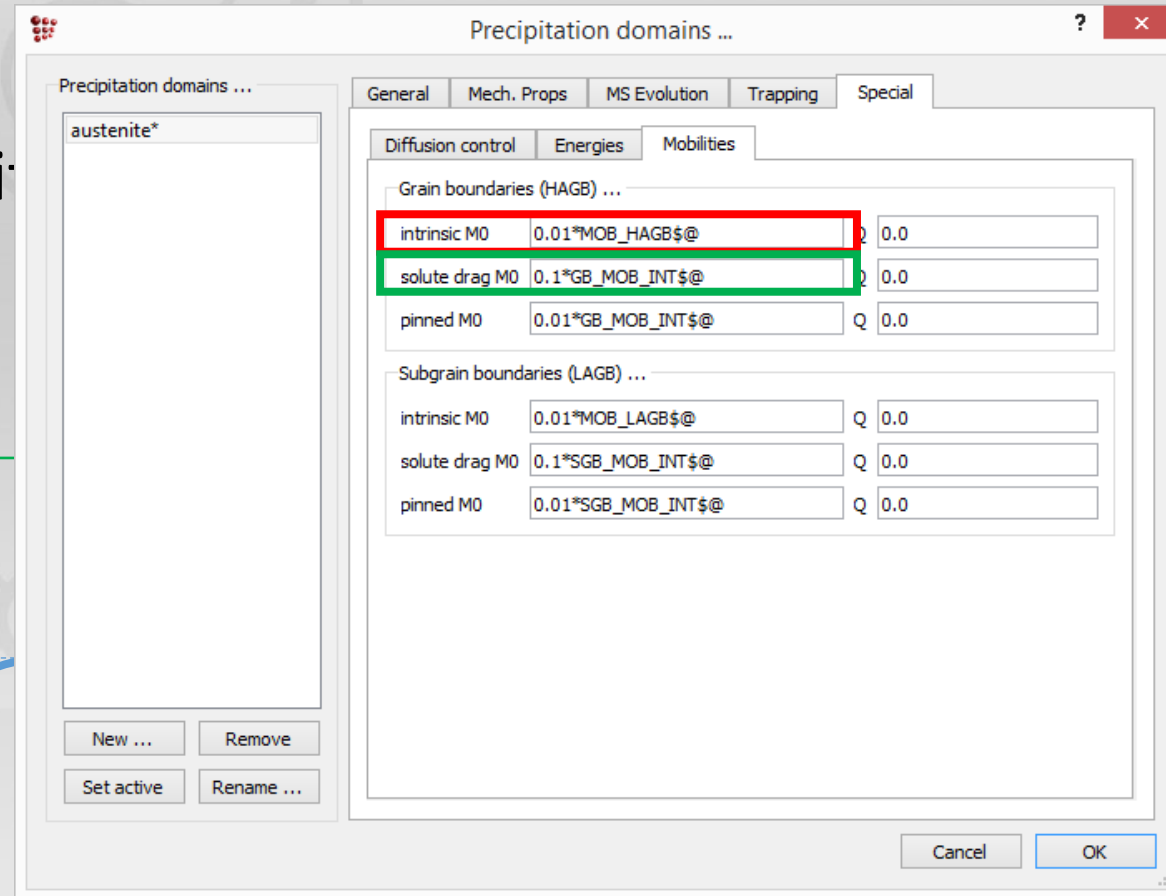 Precipitation domains ...
?
Precipitation domains ...
austenite*
General Mech. Props MS Evolution Trapping Special
Diffusion control Energies Mobilities
Grain boundaries (HAGB) ...
intrinsic M0 0.01*MOB_HAGB$@ 0.0
solute drag M0 0.1*GB_MOB_INT$@ 0.0
pinned M0 0.01*GB_MOB_INT$@ Q 0.0
Subgrain boundaries (LAGB) ...
intrinsic M0 0.01*MOB_LAGB$@ Q 0.0
solute drag M0 0.1*SGB_MOB_INT$@ Q 0.0
pinned M0 0.01*SGB_MOB_INT$@ Q 0.0
New ... Remove
Set active Rename ...
Cancel OK